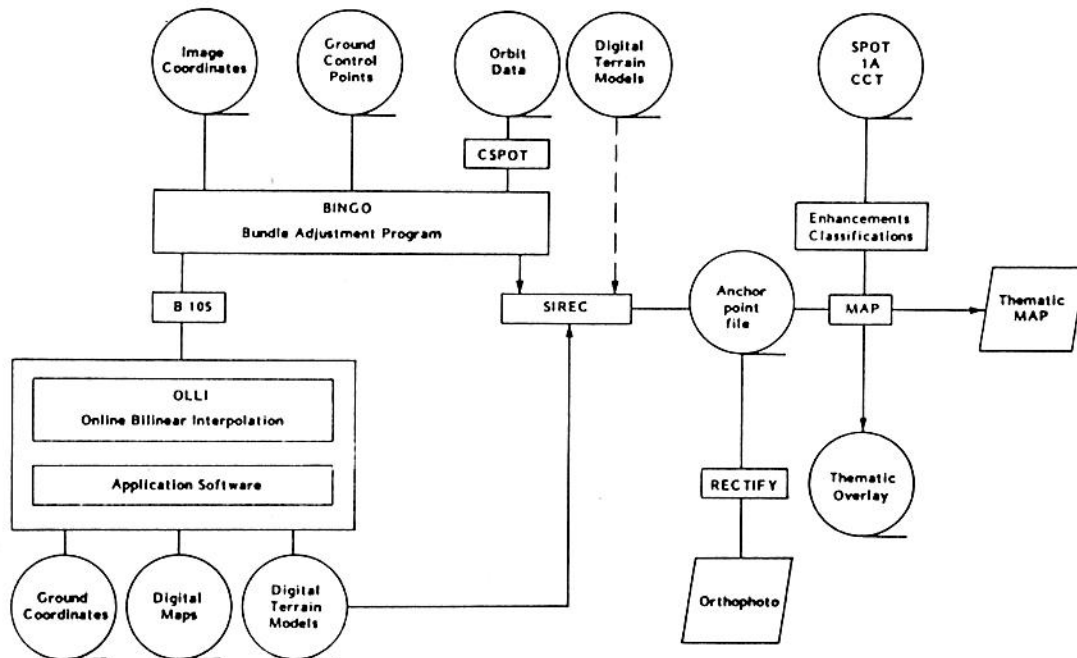 Image
Coordinates
Ground
Control
Points
Orbit
Data
Digital
Terrain
Models
SPOT
1A
CCT
CSPOT
BINGO
Bundle Adjustment Program
Enhancements
Classifications
B 105
SIREC
Anchor
point
file
MAP
Thematic
MAP
OLLI
Online Bilinear Interpolation
Application Software
RECTIFY
Thematic
Overlay
Ground
Coordinates
Digital
Maps
Digital
Terrain
Models
Orthophoto